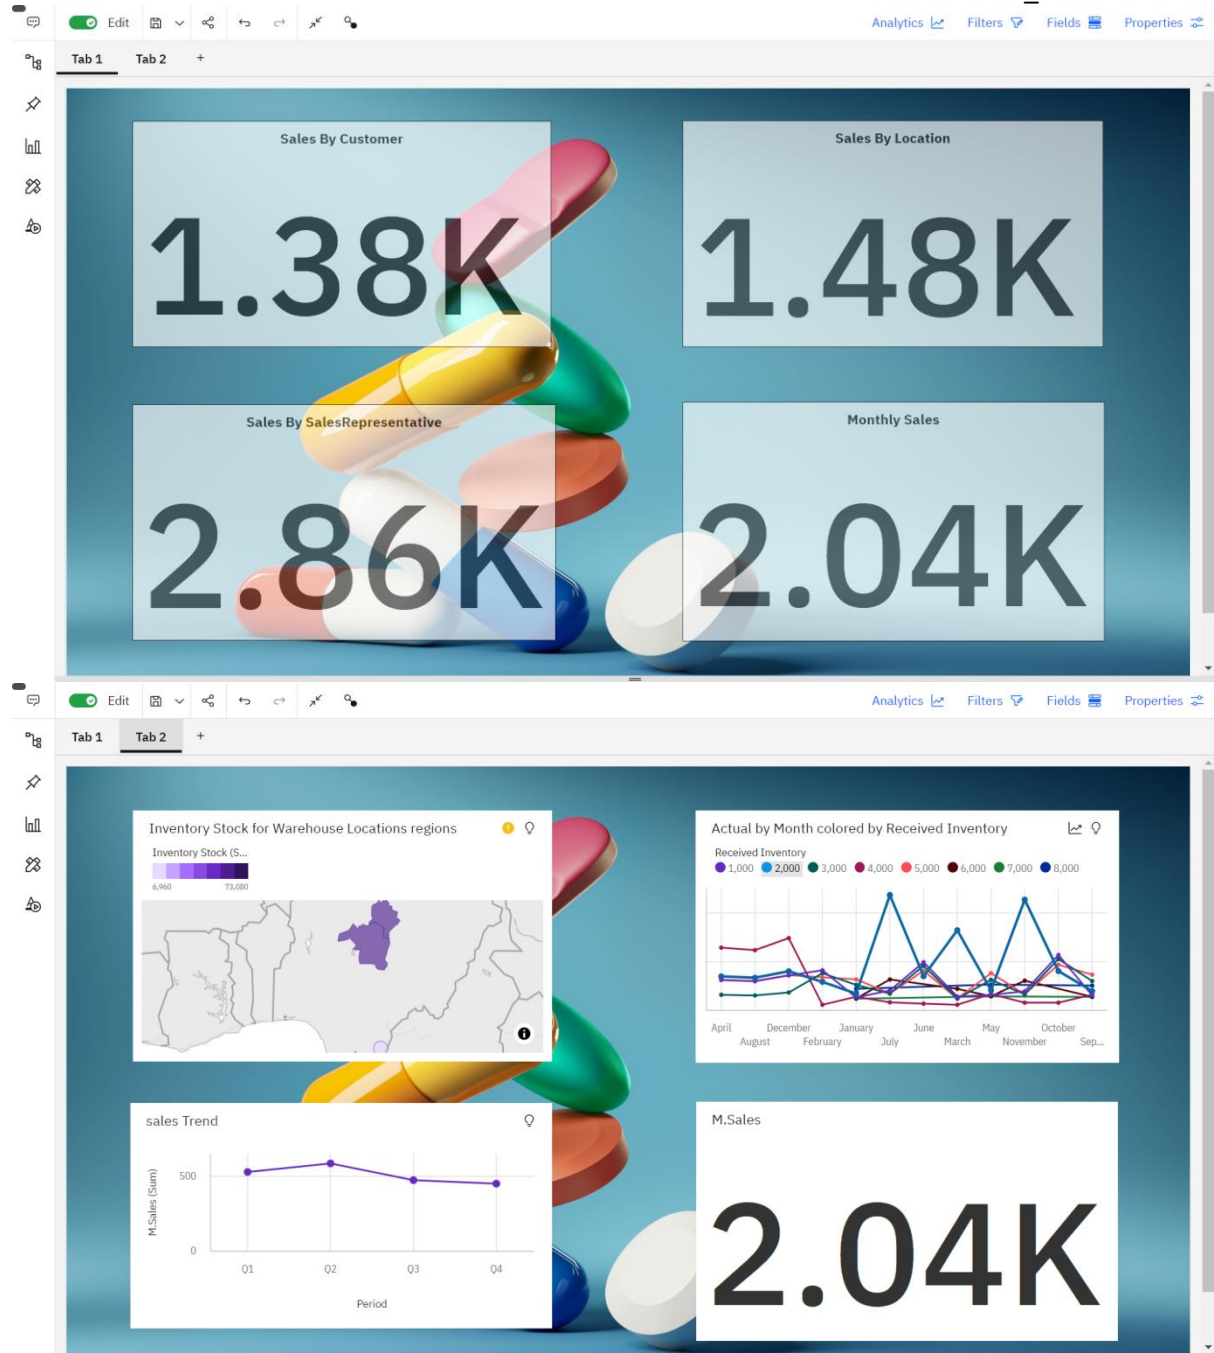 Edit
Analytics Filters Fields Properties
Tab 1 Tab 2 +
Sales By Customer
1.38K
Sales By Location
1.48K
Sales By SalesRepresentative
2.86K
Monthly Sales
2.04K
Edit
Analytics Filters Fields Properties
Tab 1 Tab 2 +
Inventory Stock for Warehouse Locations regions
Inventory Stock (S...
6,960 73,080
Actual by Month colored by Received Inventory
Received Inventory
1,000 2,000 3,000 4,000 5,000 6,000 7,000 8,000
April December January June May October
August February July March November Sep...
sales Trend
M.Sales (Sum)
500
0
Q1 Q2 Q3 Q4
Period
M.Sales
2.04K